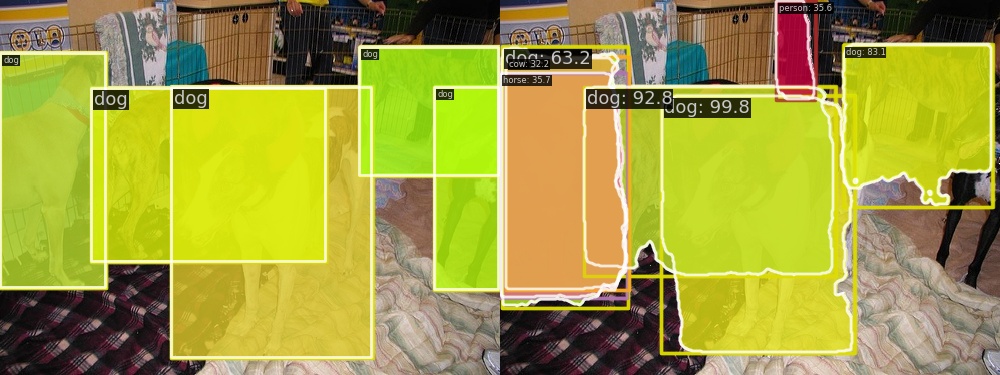 dog
dog
dog
dog
dog
dog: 63.2
cow: 32.2
horse: 35.7
dog: 92.8
dog: 99.8
person: 35.6
dog: 83.1